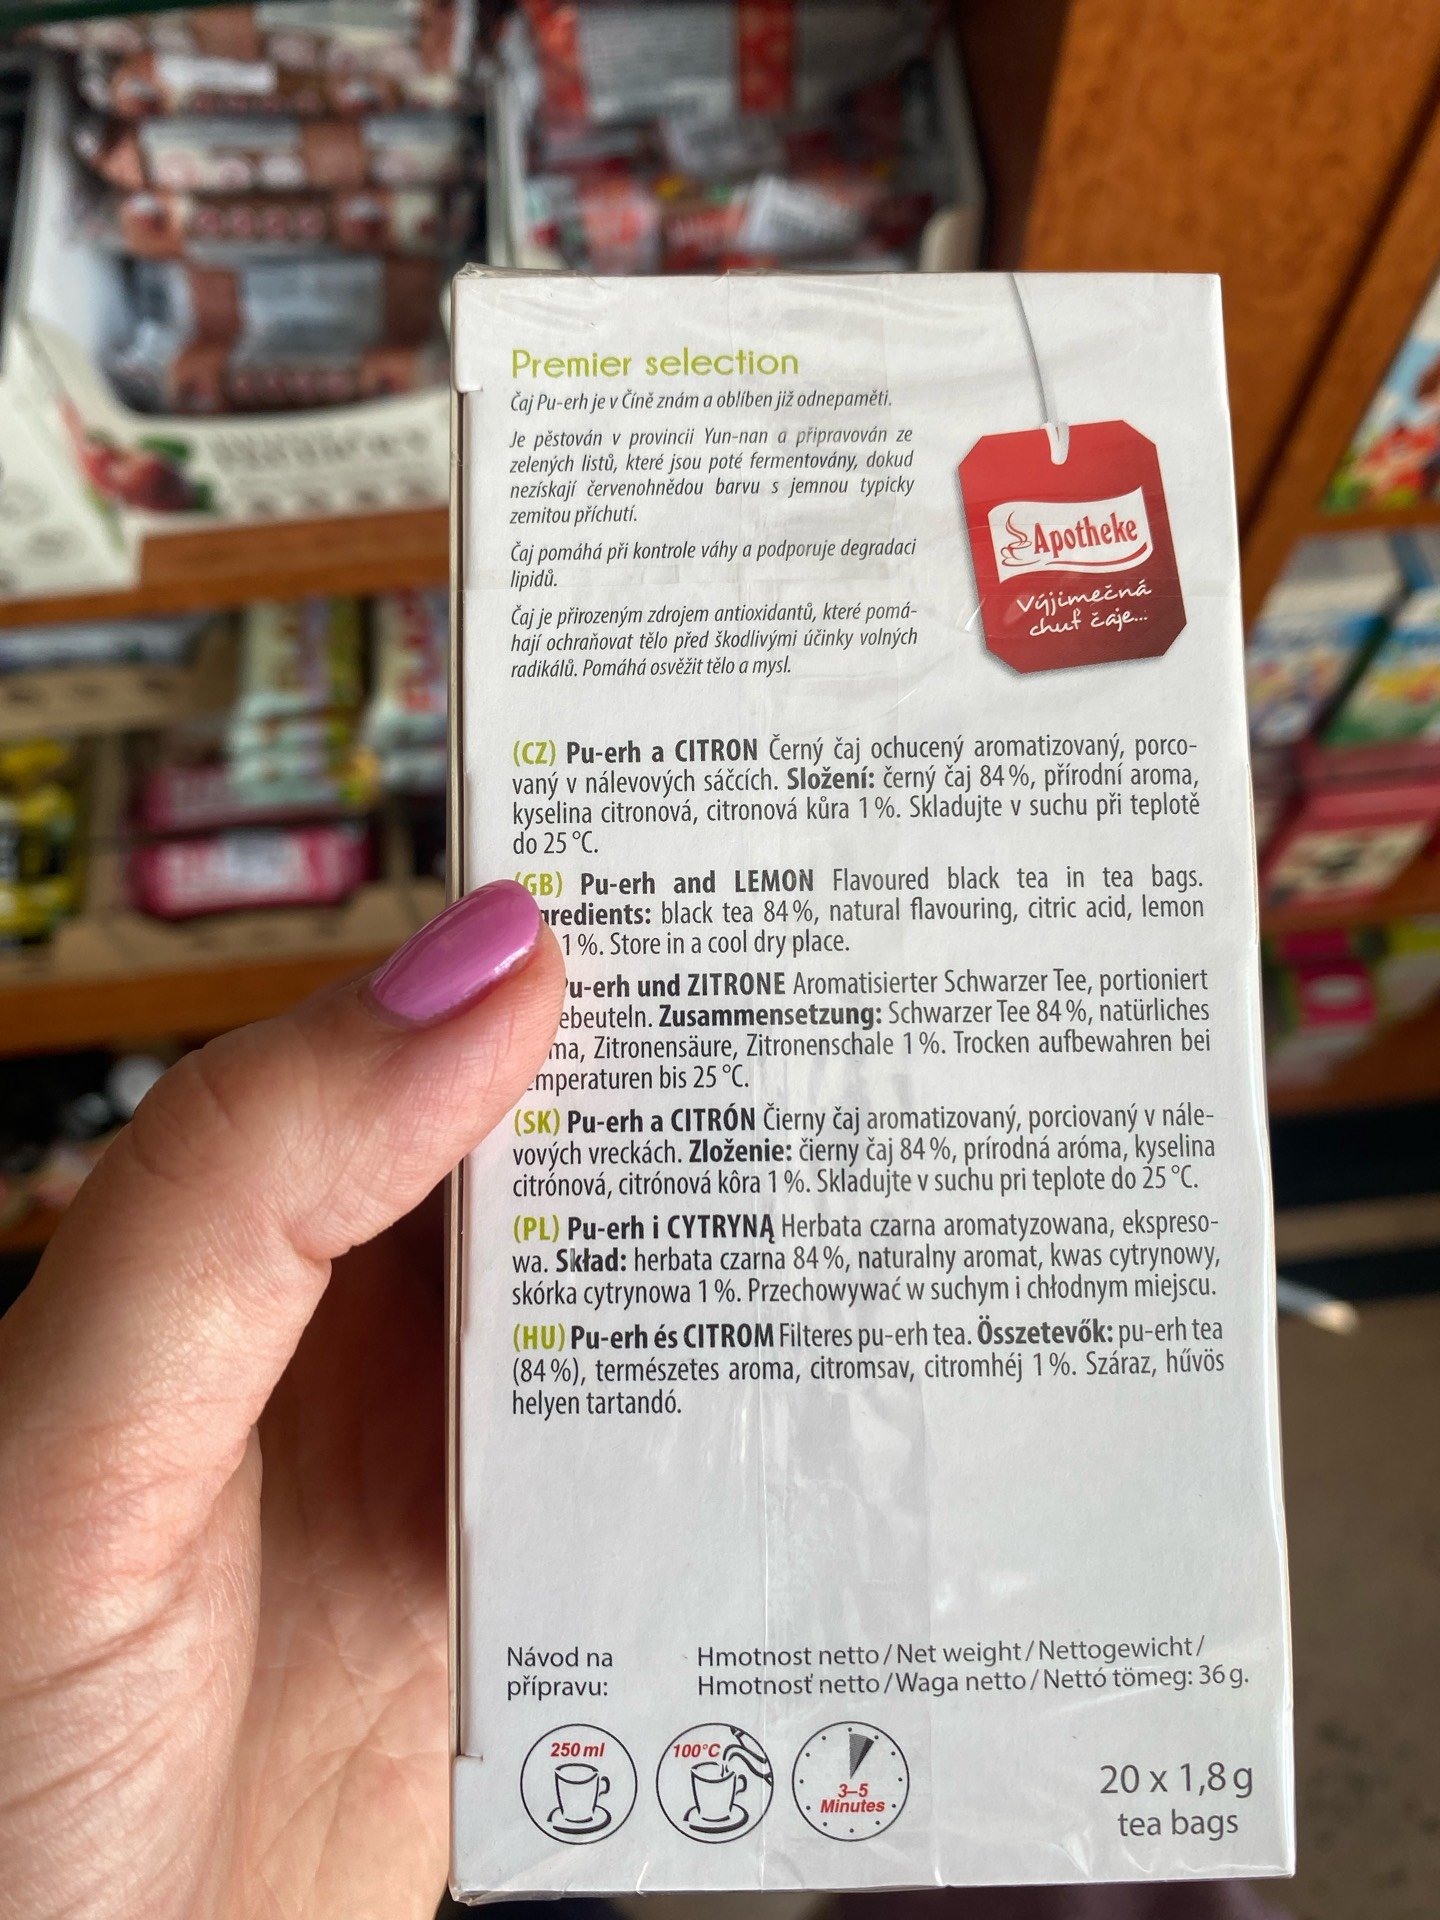 Premier selection
Čaj Pu-erh je v Číně znám a oblíben již odnepaměti.
Je pěstován v provincii Yun-nan a připravován ze
zelených listů, které jsou poté fermentovány, dokud
nezískají červenohnědou barvu s jemnou typicky
zemitou příchutí.
Čaj pomáhá při kontrole váhy a podporuje degradaci
lipidů.
Čaj je přirozeným zdrojem antioxidantů, které pomá-
hají ochraňovat tělo před škodlivými účinky volných
radikálů. Pomáhá osvěžit tělo a mysl.
Apotheke
Výjimečná
chuť čaje...
(CZ) Pu-erh a CITRON Černý čaj ochucený aromatizovaný, porco-
vaný v nálevových sáčcích. Složení: černý čaj 84 %, přírodní aroma,
kyselina citronová, citronová kůra 1 %. Skladujte v suchu při teplotě
do 25 °C.
(GB) Pu-erh and LEMON Flavoured black tea in tea bags.
gredients: black tea 84 %, natural flavouring, citric acid, lemon
1 %. Store in a cool dry place.
u-erh und ZITRONE Aromatisierter Schwarzer Tee, portioniert
ebeuteln. Zusammensetzung: Schwarzer Tee 84 %, natürliches
ma, Zitronensäure, Zitronenschale 1 %. Trocken aufbewahren bei
emperaturen bis 25 °C.
(SK) Pu-erh a CITRÓN Čierny čaj aromatizovaný, porciovaný v nále-
vových vreckách. Zloženie: čierny čaj 84 %, prírodná aróma, kyselina
citrónová, citrónová kôra 1 %. Skladujte v suchu pri teplote do 25 °C.
(PL) Pu-erh i CYTRYNĄ Herbata czarna aromatyzowana, ekspreso-
wa. Skład: herbata czarna 84 %, naturalny aromat, kwas cytrynowy,
skórka cytrynowa 1 %. Przechowywać w suchym i chłodnym miejscu.
(HU) Pu-erh és CITROM Filteres pu-erh tea. Összetevők: pu-erh tea
(84 %), természetes aroma, citromsav, citromhéj 1 %. Száraz, hűvös
helyen tartandó.
Návod na
přípravu:
Hmotnost netto / Net weight / Nettogewicht /
Hmotnosť netto / Waga netto / Nettó tömeg: 36 g.
250 ml
100°C
3–5
Minutes
20 x 1,8 g
tea bags